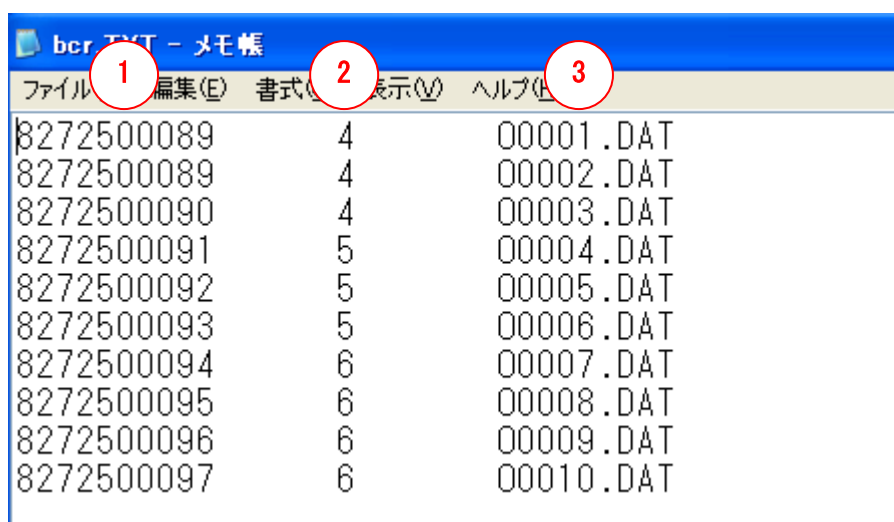 bcr.TXT - メモ帳
1 2 3
ファイル 編集(E) 書式( 表示(V) ヘルプ(
8272500089 4 00001.DAT
8272500089 4 00002.DAT
8272500090 4 00003.DAT
8272500091 5 00004.DAT
8272500092 5 00005.DAT
8272500093 5 00006.DAT
8272500094 6 00007.DAT
8272500095 6 00008.DAT
8272500096 6 00009.DAT
8272500097 6 00010.DAT